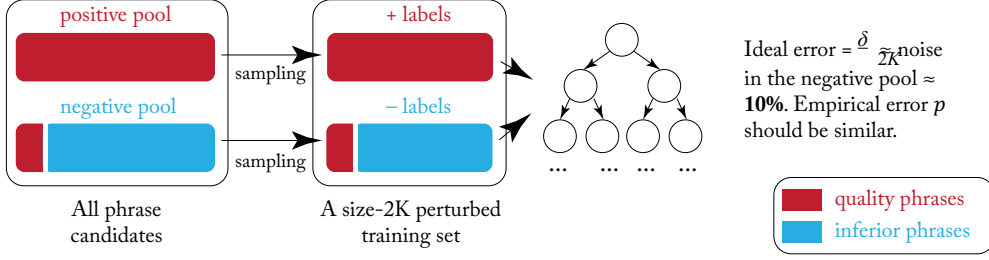 positive pool
+ labels
sampling
negative pool
– labels
sampling
All phrase
candidates
A size-2K perturbed
training set
... ... ... ...
Ideal error = δ/2K ≈ noise
in the negative pool ≈
10%. Empirical error p
should be similar.
quality phrases
inferior phrases